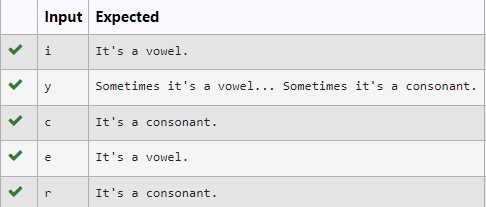 Input Expected
i It's a vowel.
y Sometimes it's a vowel... Sometimes it's a consonant.
c It's a consonant.
e It's a vowel.
r It's a consonant.